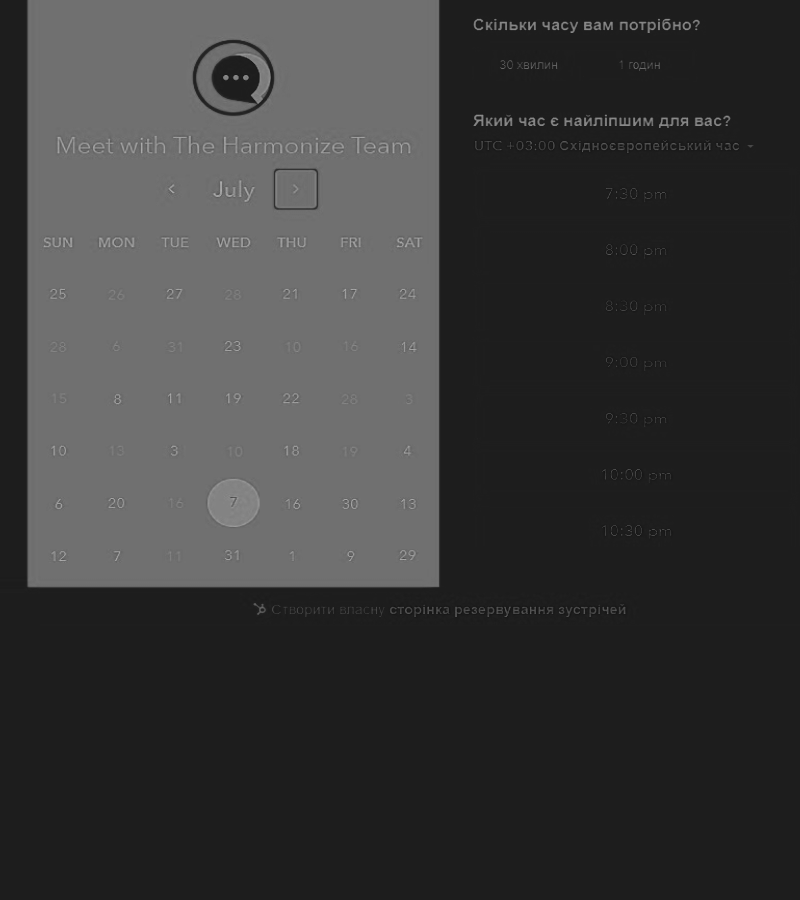 Meet with The Harmonize Team
July
SUN MON TUE WED THU FRI SAT
25 26 27 28 21 17 24
28 6 31 23 10 16 14
15 8 11 19 22 28 3
10 13 3 10 18 19 4
6 20 16 7 16 30 13
12 7 11 31 1 9 29
Скільки часу вам потрібно?
30 хвилин 1 годин
Який час є найліпшим для вас?
UTC +03:00 Східноєвропейський час
7:30 pm
8:00 pm
8:30 pm
9:00 pm
9:30 pm
10:00 pm
10:30 pm
Створити власну сторінка резервування зустрічей